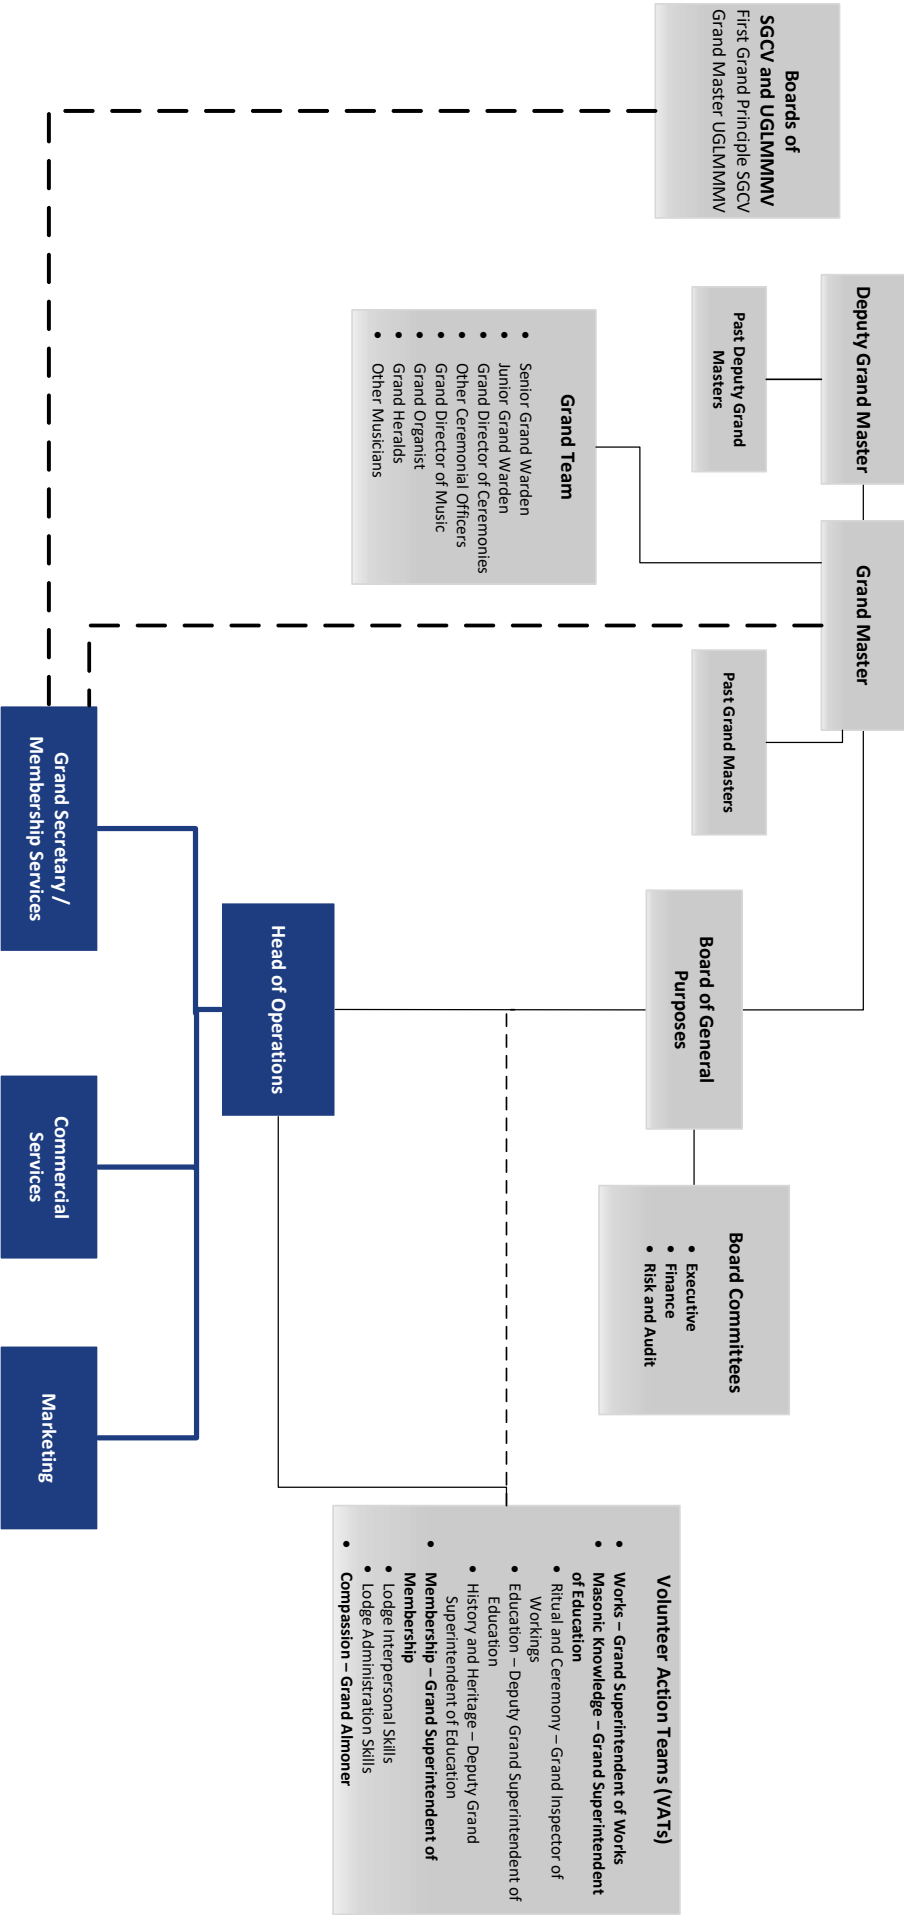 Deputy Grand Master
Grand Master
Past Deputy Grand
Masters
Past Grand Masters
Boards of
SGCV and UGLMMMV
First Grand Principle SGCV
Grand Master UGLMMMV
Grand Team
• Senior Grand Warden
• Junior Grand Warden
• Grand Director of Ceremonies
• Other Ceremonial Officers
• Grand Director of Music
• Grand Organist
• Grand Heralds
• Other Musicians
Board of General
Purposes
Board Committees
• Executive
• Finance
• Risk and Audit
Volunteer Action Teams (VATs)
• Works – Grand Superintendent of Works
• Masonic Knowledge – Grand Superintendent
of Education
• Ritual and Ceremony – Grand Inspector of
Workings
• Education – Deputy Grand Superintendent of
Education
• History and Heritage – Deputy Grand
Superintendent of Education
• Membership – Grand Superintendent of
Membership
• Lodge Interpersonal Skills
• Lodge Administration Skills
• Compassion – Grand Almoner
Head of Operations
Grand Secretary /
Membership Services
Commercial
Services
Marketing